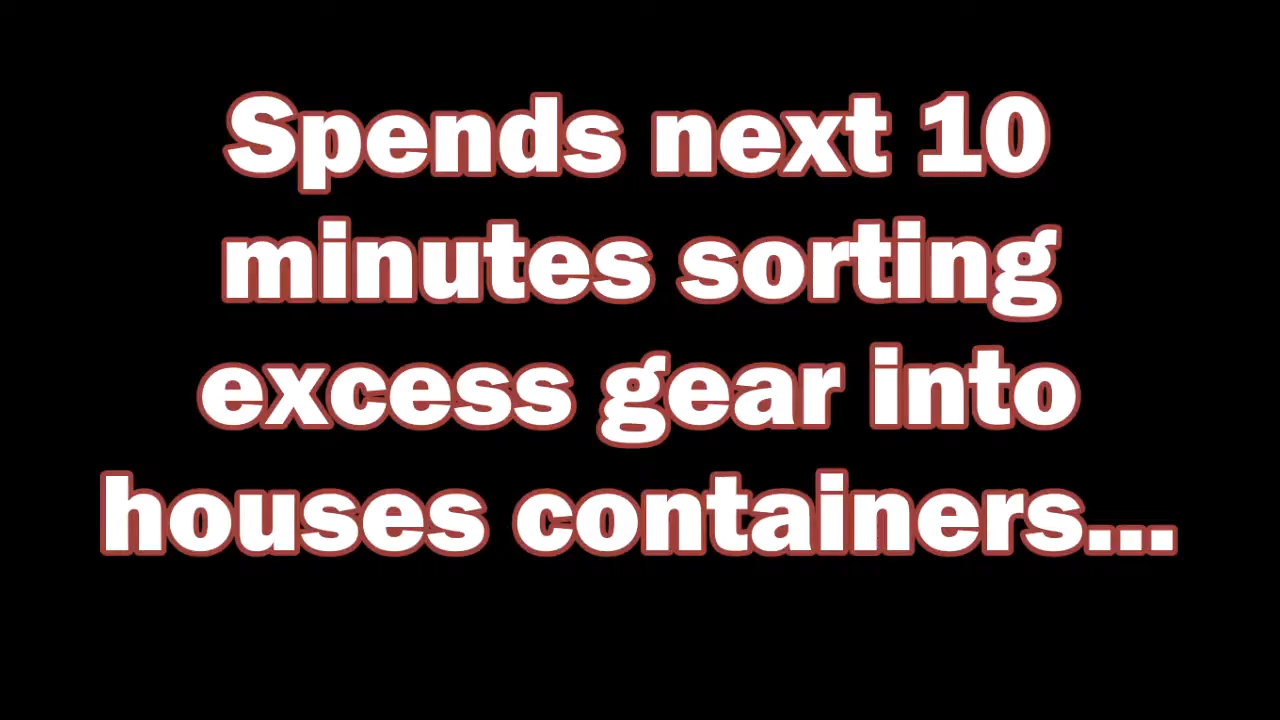 Spends next 10
minutes sorting
excess gear into
houses containers...